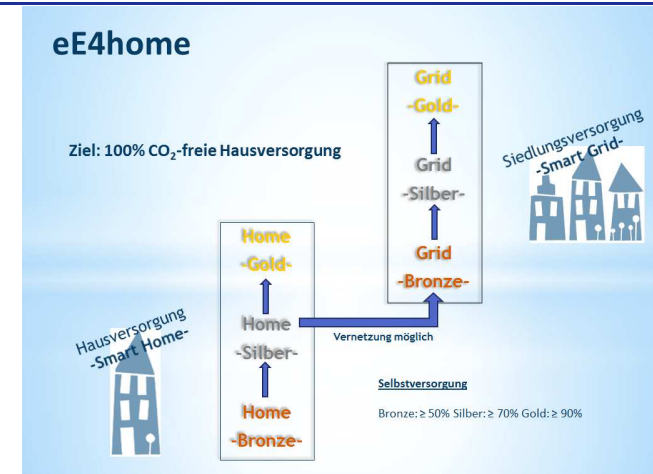 eE4home
Ziel: 100% CO₂-freie Hausversorgung
Grid
-Gold-
Grid
-Silber-
Grid
-Bronze-
Siedlungsversorgung
-Smart Grid-
Home
-Gold-
Home
-Silber-
Home
-Bronze-
Hausversorgung
-Smart Home-
Vernetzung möglich
Selbstversorgung
Bronze: ≥ 50% Silber: ≥ 70% Gold: ≥ 90%